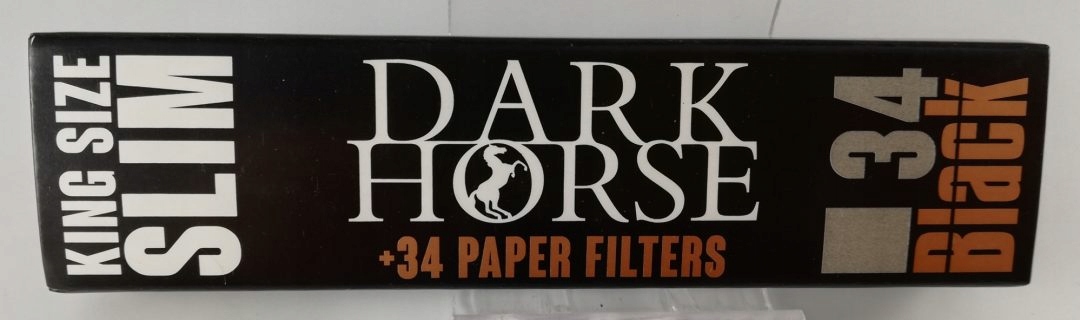 KING SIZE
SLIM
DARK
HORSE
+34 PAPER FILTERS
34
Black